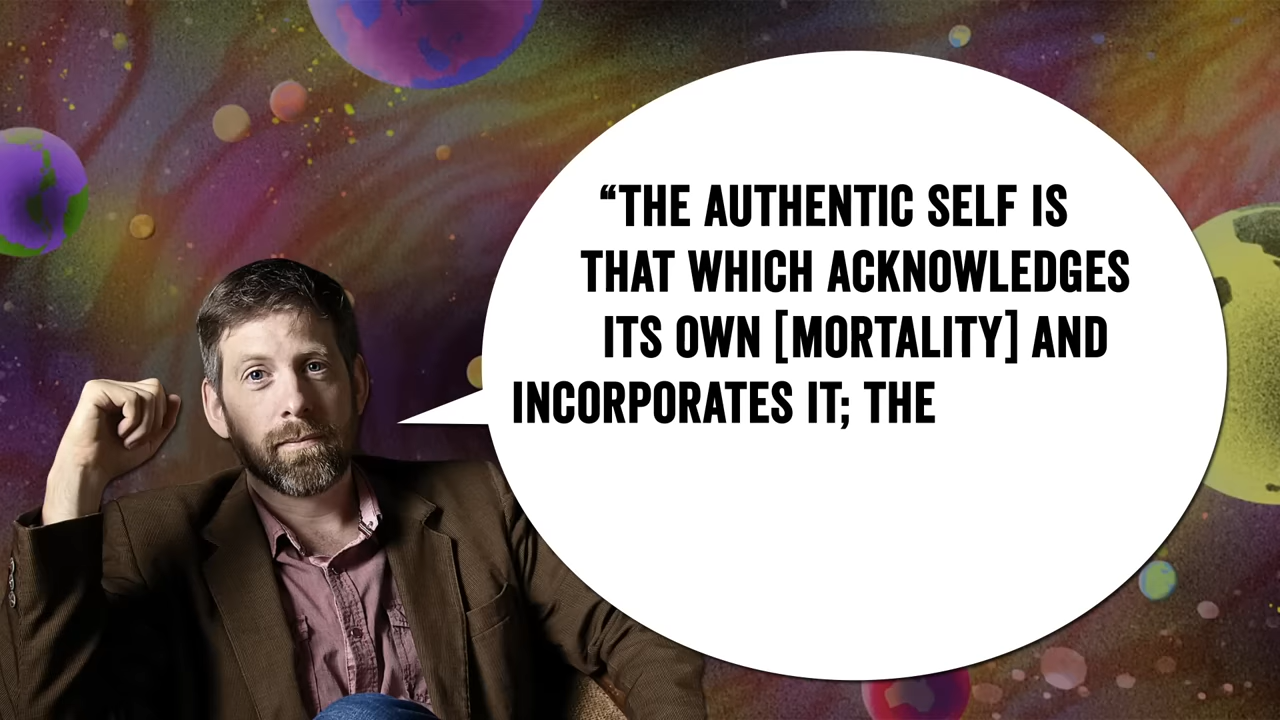 “THE AUTHENTIC SELF IS
THAT WHICH ACKNOWLEDGES
ITS OWN [MORTALITY] AND
INCORPORATES IT; THE